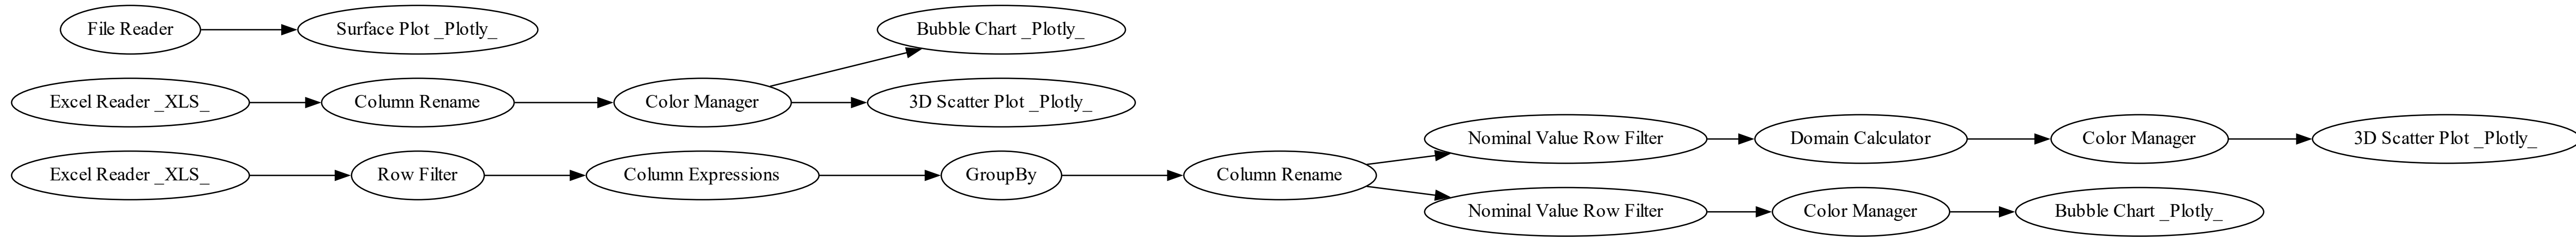 File Reader
Surface Plot _Plotly_
Bubble Chart _Plotly_
Excel Reader _XLS_
Column Rename
Color Manager
3D Scatter Plot _Plotly_
Nominal Value Row Filter
Domain Calculator
Color Manager
3D Scatter Plot _Plotly_
Excel Reader _XLS_
Row Filter
Column Expressions
GroupBy
Column Rename
Nominal Value Row Filter
Color Manager
Bubble Chart _Plotly_